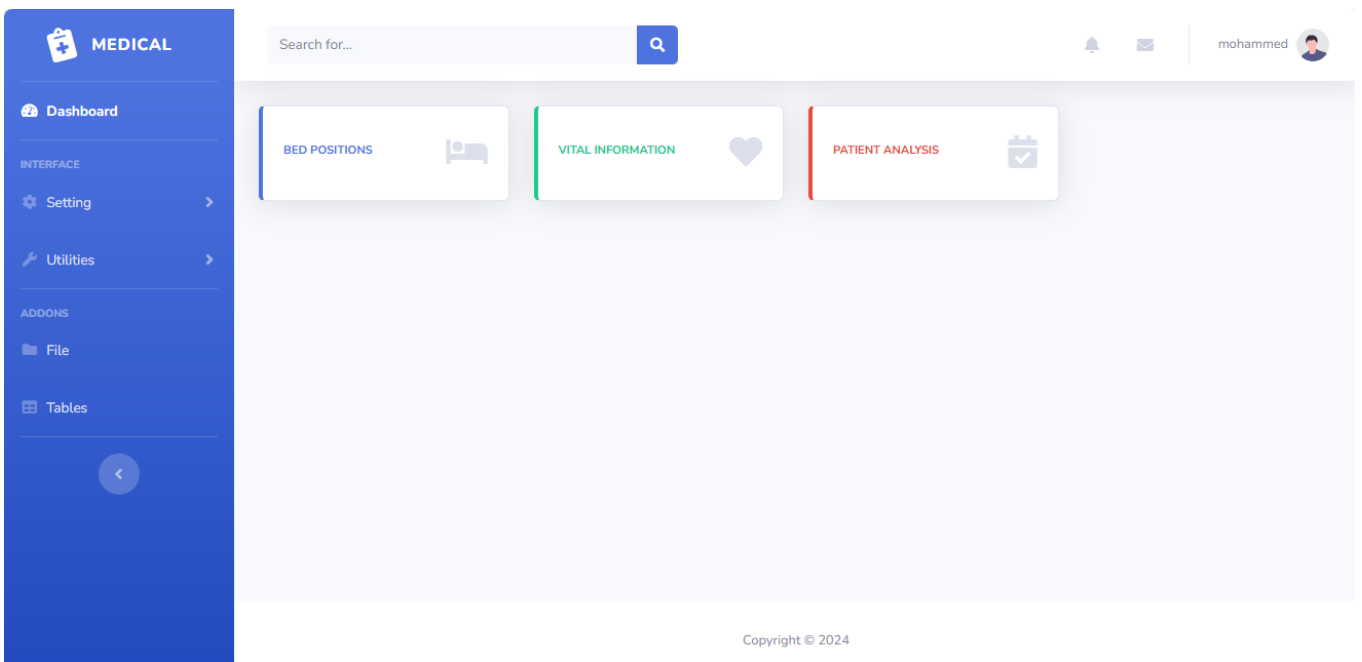 MEDICAL
Search for...
mohammed
Dashboard
INTERFACE
Setting
Utilities
ADDONS
File
Tables
BED POSITIONS
VITAL INFORMATION
PATIENT ANALYSIS
Copyright © 2024